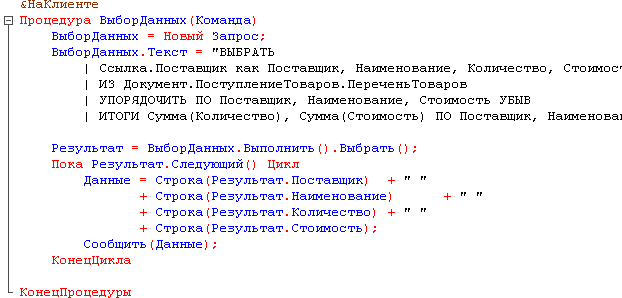 &НаКлиенте
Процедура ВыборДанных(Команда)
ВыборДанных = Новый Запрос;
ВыборДанных.Текст = "ВЫБРАТЬ
| Ссылка.Поставщик как Поставщик, Наименование, Количество, Стоимост
| ИЗ Документ.ПоступлениеТоваров.ПереченьТоваров
| УПОРЯДОЧИТЬ ПО Поставщик, Наименование, Стоимость УБЫВ
| ИТОГИ Сумма(Количество), Сумма(Стоимость) ПО Поставщик, Наименова
Результат = ВыборДанных.Выполнить().Выбрать();
Пока Результат.Следующий() Цикл
Данные = Строка(Результат.Поставщик) + " "
+ Строка(Результат.Наименование) + " "
+ Строка(Результат.Количество) + " "
+ Строка(Результат.Стоимость);
Сообщить(Данные);
КонецЦикла
КонецПроцедуры